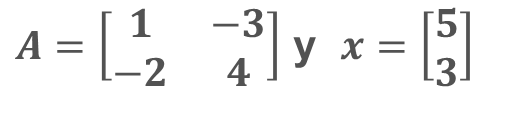 A = [1 −3] y x = [5]
[−2 4] [3]